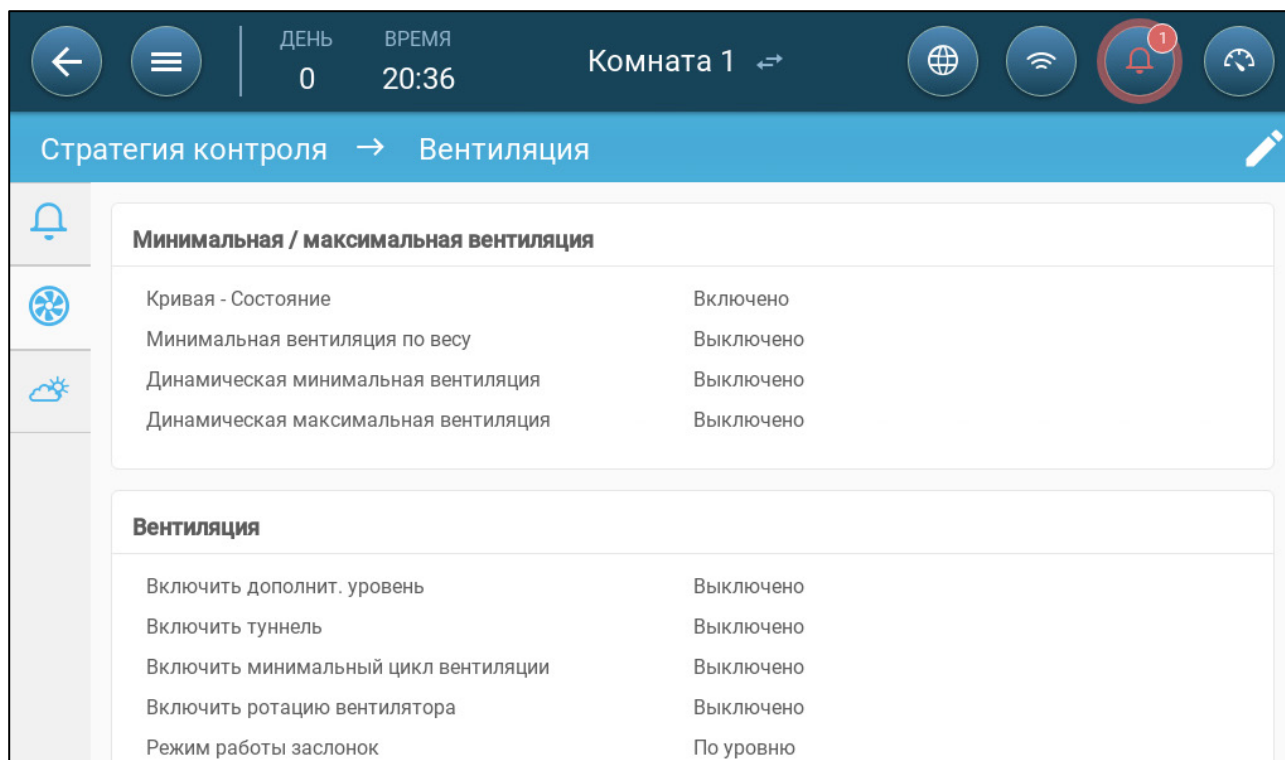 ДЕНЬ ВРЕМЯ
0 20:36 Комната 1 1
Стратегия контроля → Вентиляция
Минимальная / максимальная вентиляция
Кривая - Состояние Включено
Минимальная вентиляция по весу Выключено
Динамическая минимальная вентиляция Выключено
Динамическая максимальная вентиляция Выключено
Вентиляция
Включить дополнит. уровень Выключено
Включить туннель Выключено
Включить минимальный цикл вентиляции Выключено
Включить ротацию вентилятора Выключено
Режим работы заслонок По уровню